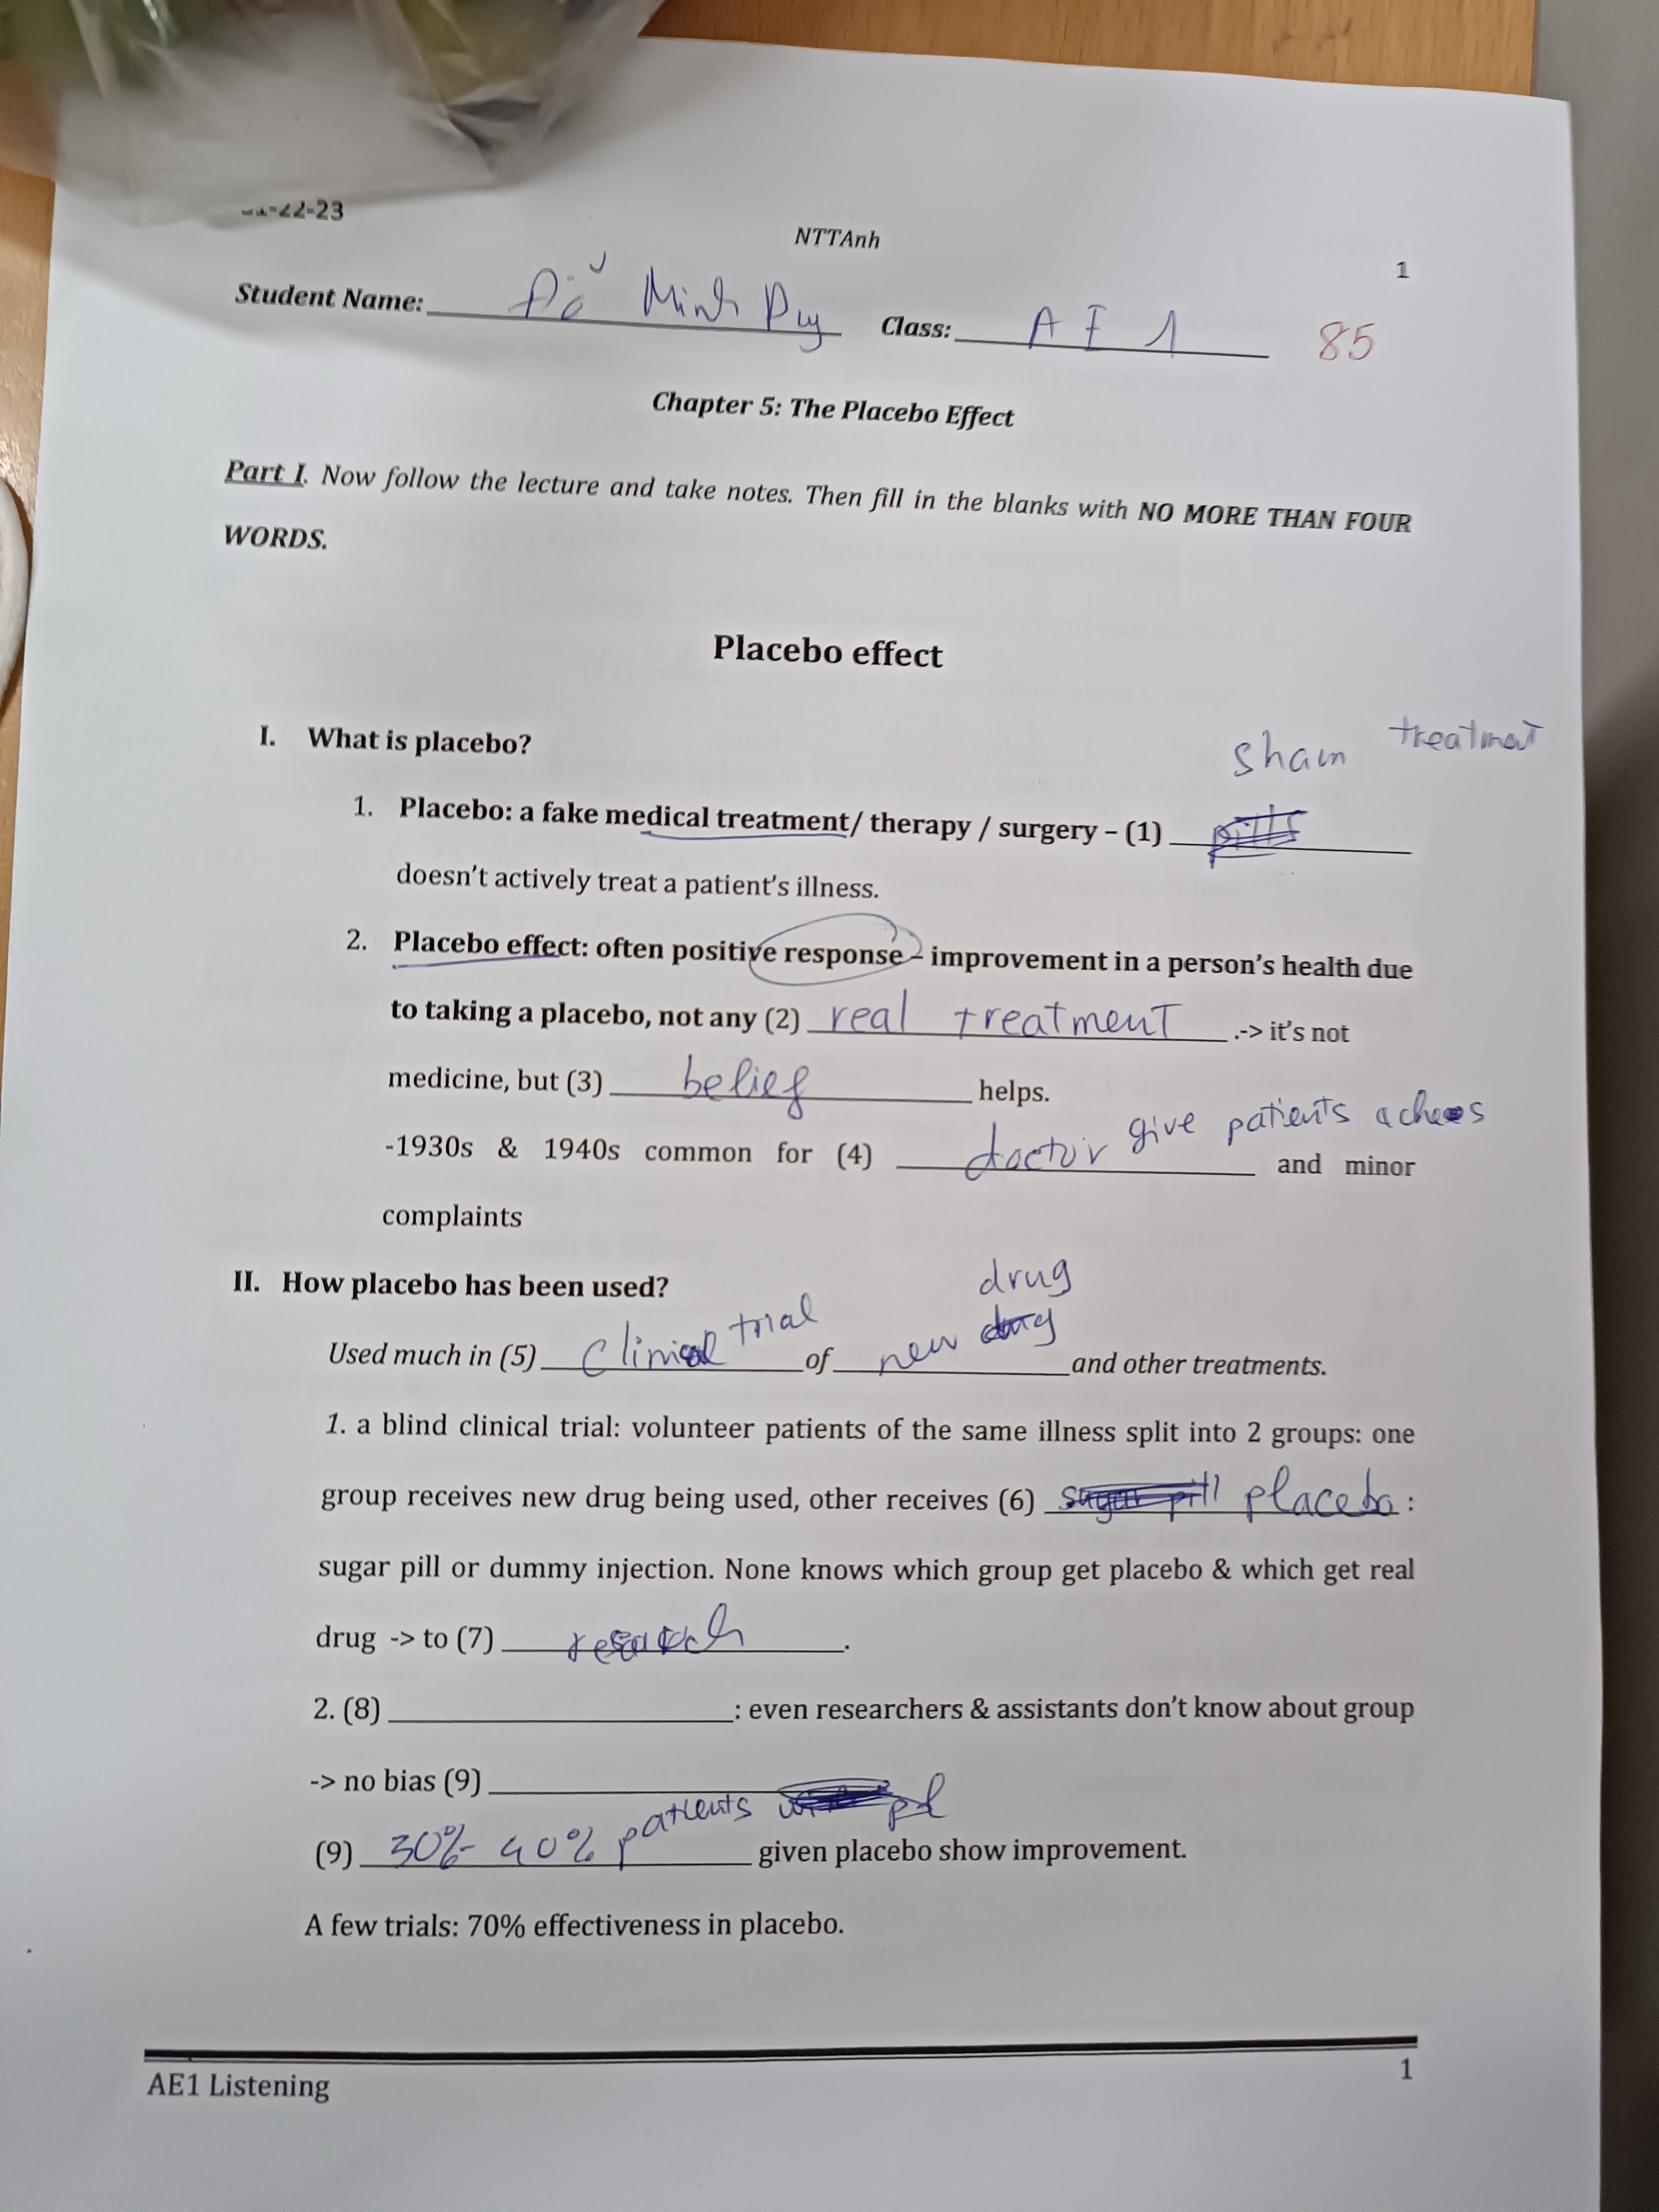 -22-23
NTTAnh
1
Student Name: Đỗ Minh Duy Class: A E 1 85
Chapter 5: The Placebo Effect
Part I. Now follow the lecture and take notes. Then fill in the blanks with NO MORE THAN FOUR
WORDS.
Placebo effect
I. What is placebo?
sham treatment
1. Placebo: a fake medical treatment/ therapy / surgery – (1) pills
doesn't actively treat a patient's illness.
2. Placebo effect: often positive response – improvement in a person's health due
to taking a placebo, not any (2) real treatment .-> it's not
medicine, but (3) belief helps.
-1930s & 1940s common for (4) doctor give patients aches and minor
complaints
II. How placebo has been used?
drug
Used much in (5) clinical trial of new drug and other treatments.
1. a blind clinical trial: volunteer patients of the same illness split into 2 groups: one
group receives new drug being used, other receives (6) sugar pill placebo :
sugar pill or dummy injection. None knows which group get placebo & which get real
drug -> to (7) research .
2. (8) : even researchers & assistants don't know about group
-> no bias (9)
(9) 30%- 40% patients pl given placebo show improvement.
A few trials: 70% effectiveness in placebo.
AE1 Listening
1